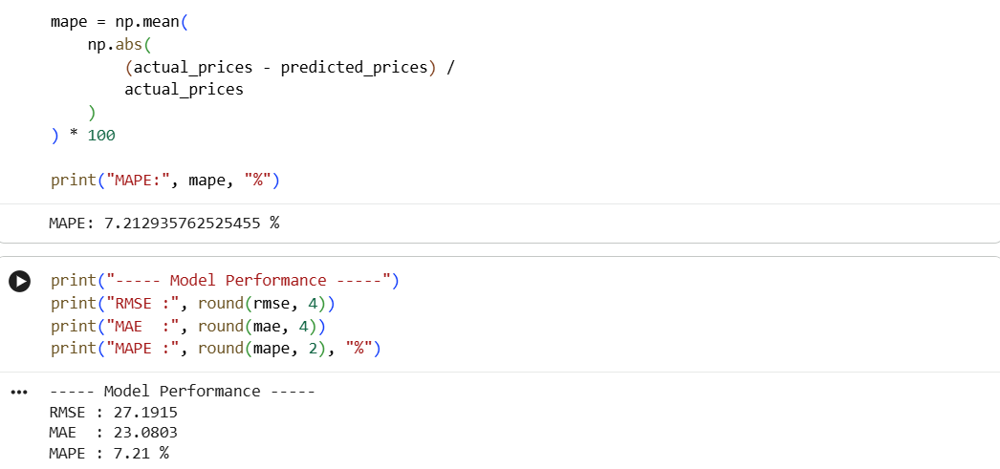 mape = np.mean(
    np.abs(
        (actual_prices - predicted_prices) /
        actual_prices
    )
) * 100
print("MAPE:", mape, "%")
MAPE: 7.212935762525455 %
print("----- Model Performance -----")
print("RMSE :", round(rmse, 4))
print("MAE  :", round(mae, 4))
print("MAPE :", round(mape, 2), "%")
----- Model Performance -----
RMSE : 27.1915
MAE  : 23.0803
MAPE : 7.21 %